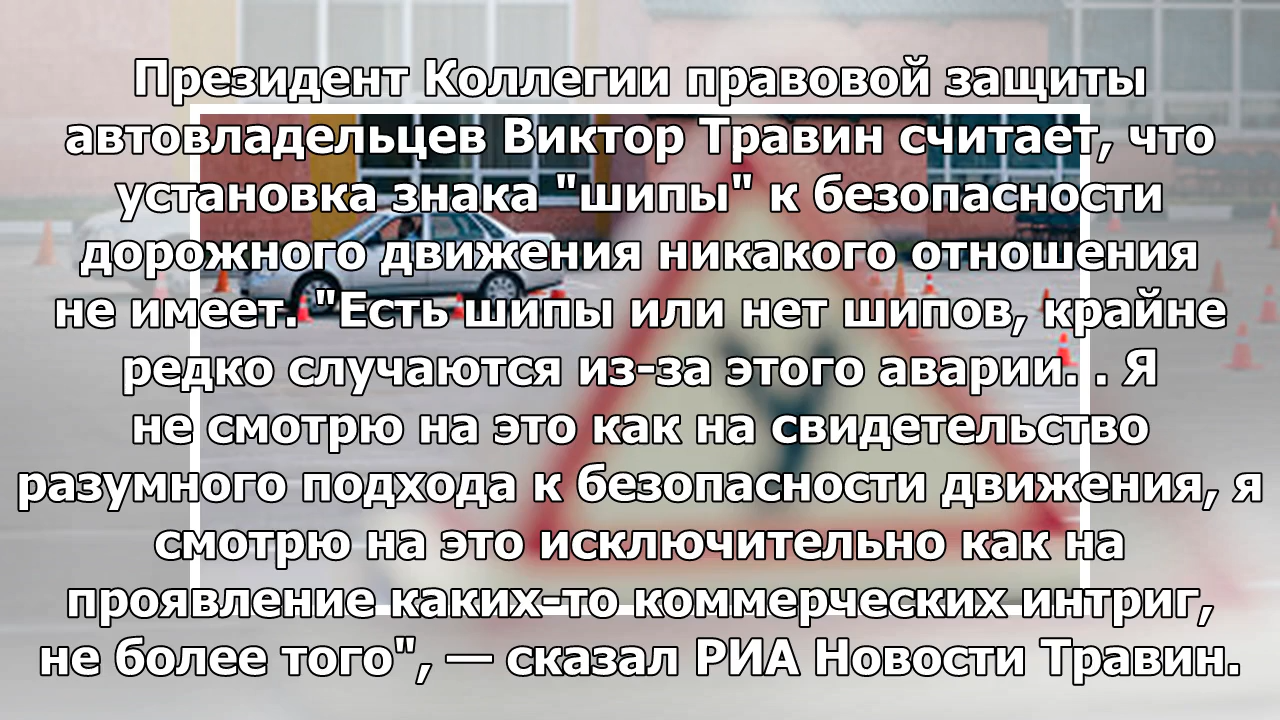 Президент Коллегии правовой защиты
автовладельцев Виктор Травин считает, что
установка знака "шипы" к безопасности
дорожного движения никакого отношения
не имеет. "Есть шипы или нет шипов, крайне
редко случаются из-за этого аварии. . Я
не смотрю на это как на свидетельство
разумного подхода к безопасности движения, я
смотрю на это исключительно как на
проявление каких-то коммерческих интриг,
не более того", — сказал РИА Новости Травин.
У